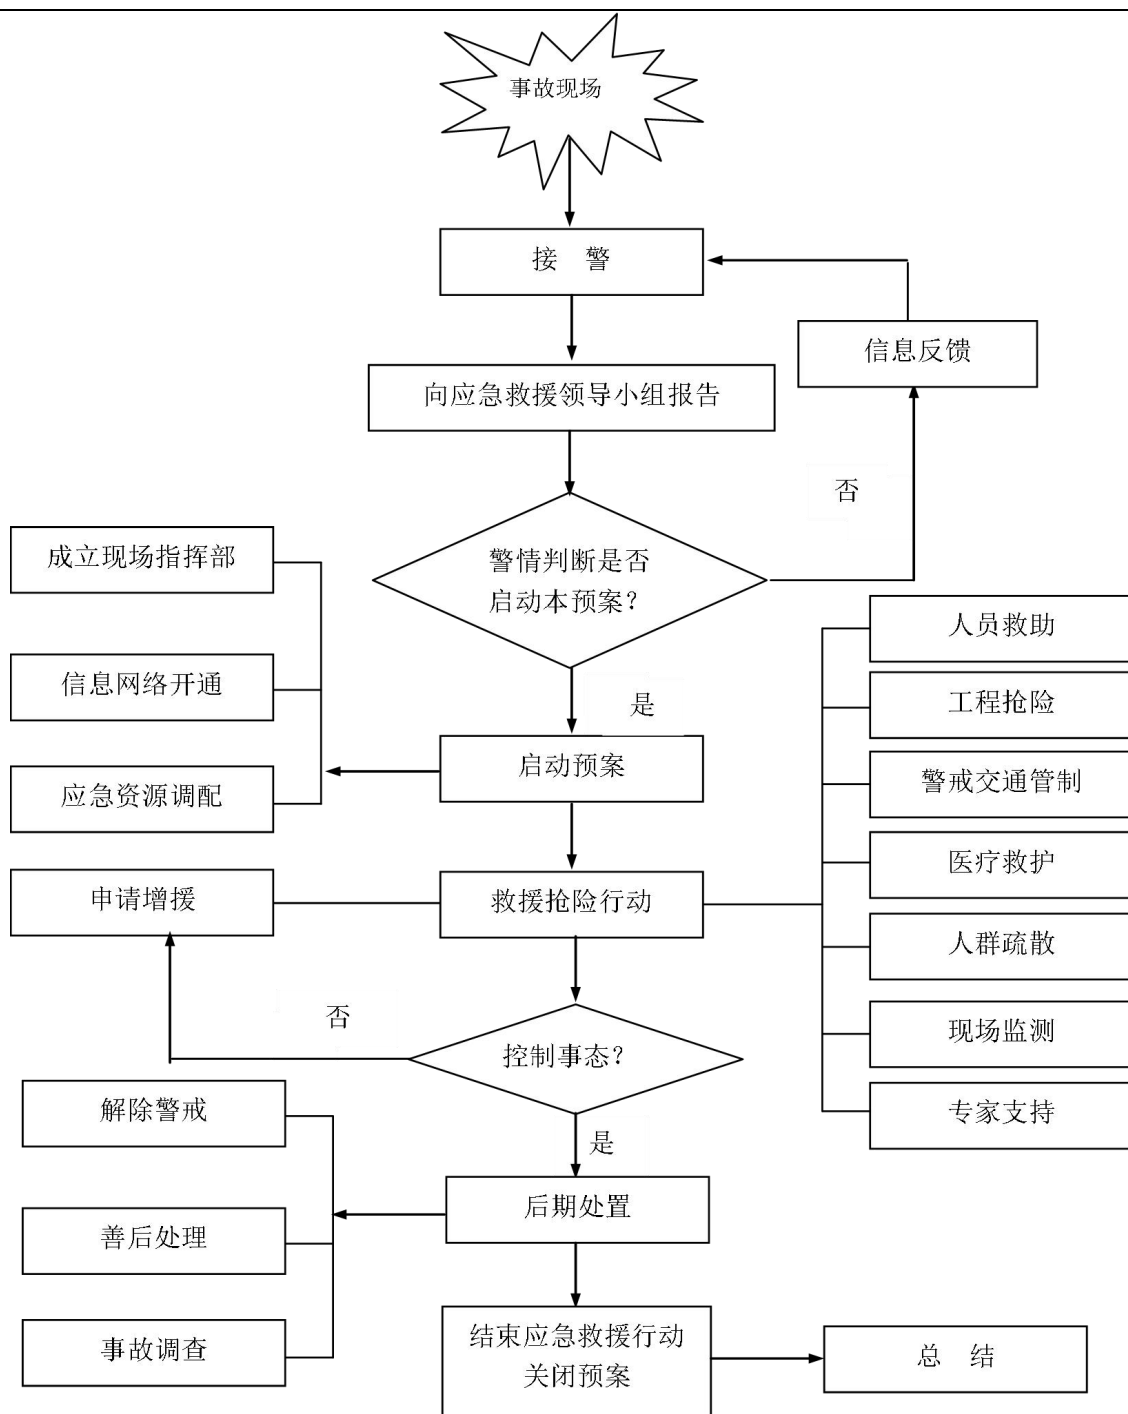 事故现场
接 警
信息反馈
向应急救援领导小组报告
否
警情判断是否
启动本预案？
成立现场指挥部
信息网络开通
应急资源调配
是
启动预案
人员救助
工程抢险
警戒交通管制
医疗救护
人群疏散
现场监测
专家支持
申请增援
救援抢险行动
否
控制事态？
是
解除警戒
善后处理
事故调查
后期处置
结束应急救援行动
关闭预案
总 结